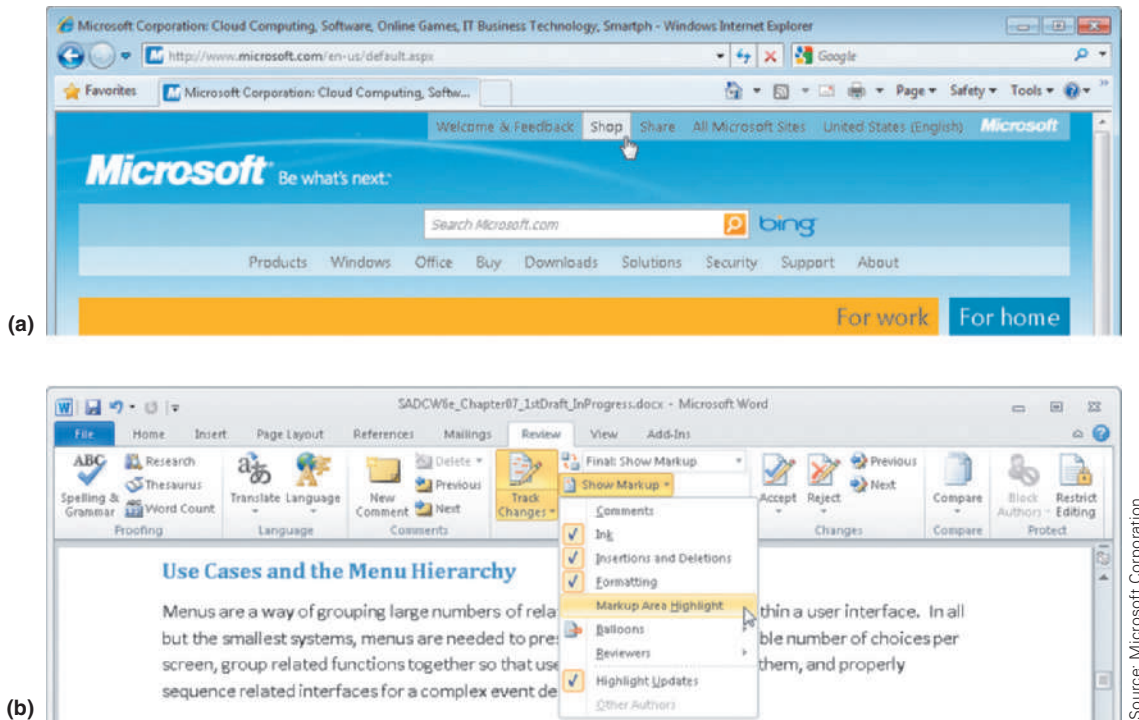 Microsoft Corporation: Cloud Computing, Software, Online Games, IT Business Technology, Smartph - Windows Internet Explorer
http://www.microsoft.com/en-us/default.aspx
Google
Favorites
Microsoft Corporation: Cloud Computing, Softw...
Page
Safety
Tools
Welcome & Feedback Shop Share All Microsoft Sites United States (English) Microsoft
Microsoft Be what's next.
Search Microsoft.com
bing
Products Windows Office Buy Downloads Solutions Security Support About
For work
For home
(a)
SADCW6e_Chapter07_1stDraft_InProgress.docx - Microsoft Word
File Home Insert Page Layout References Mailings Review View Add-Ins
ABC
Spelling & Grammar
Research
Thesaurus
Word Count
Proofing
Translate
Language
Language
New Comment
Delete
Previous
Next
Comments
Track Changes
Final: Show Markup
Show Markup
Comments
Ink
Insertions and Deletions
Formatting
Markup Area Highlight
Balloons
Reviewers
Highlight Updates
Other Authors
Accept
Reject
Previous
Next
Changes
Compare
Compare
Block Authors
Restrict Editing
Protect
Use Cases and the Menu Hierarchy
Menus are a way of grouping large numbers of rela thin a user interface. In all
but the smallest systems, menus are needed to pre ble number of choices per
screen, group related functions together so that use them, and properly
sequence related interfaces for a complex event de
(b)
Source: Microsoft Corporation